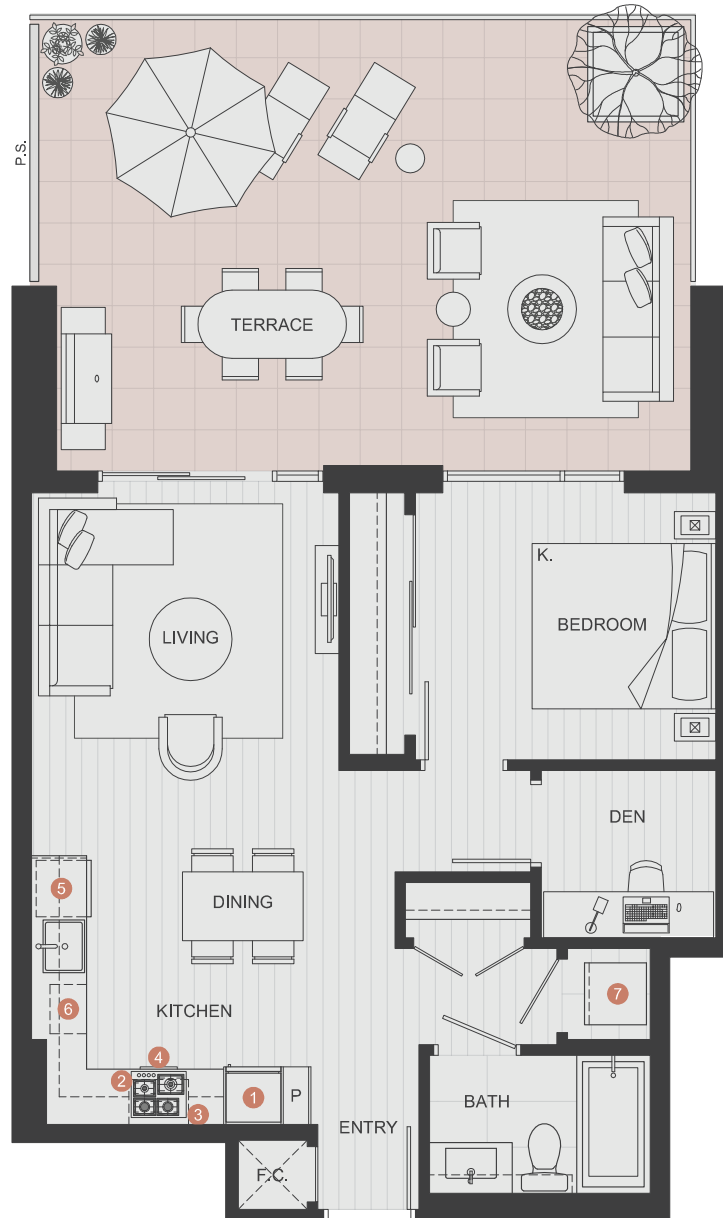 P.S.
TERRACE
K.
LIVING
BEDROOM
DEN
5
DINING
6
7
KITCHEN
4
2
1
P
3
BATH
ENTRY
F.C.